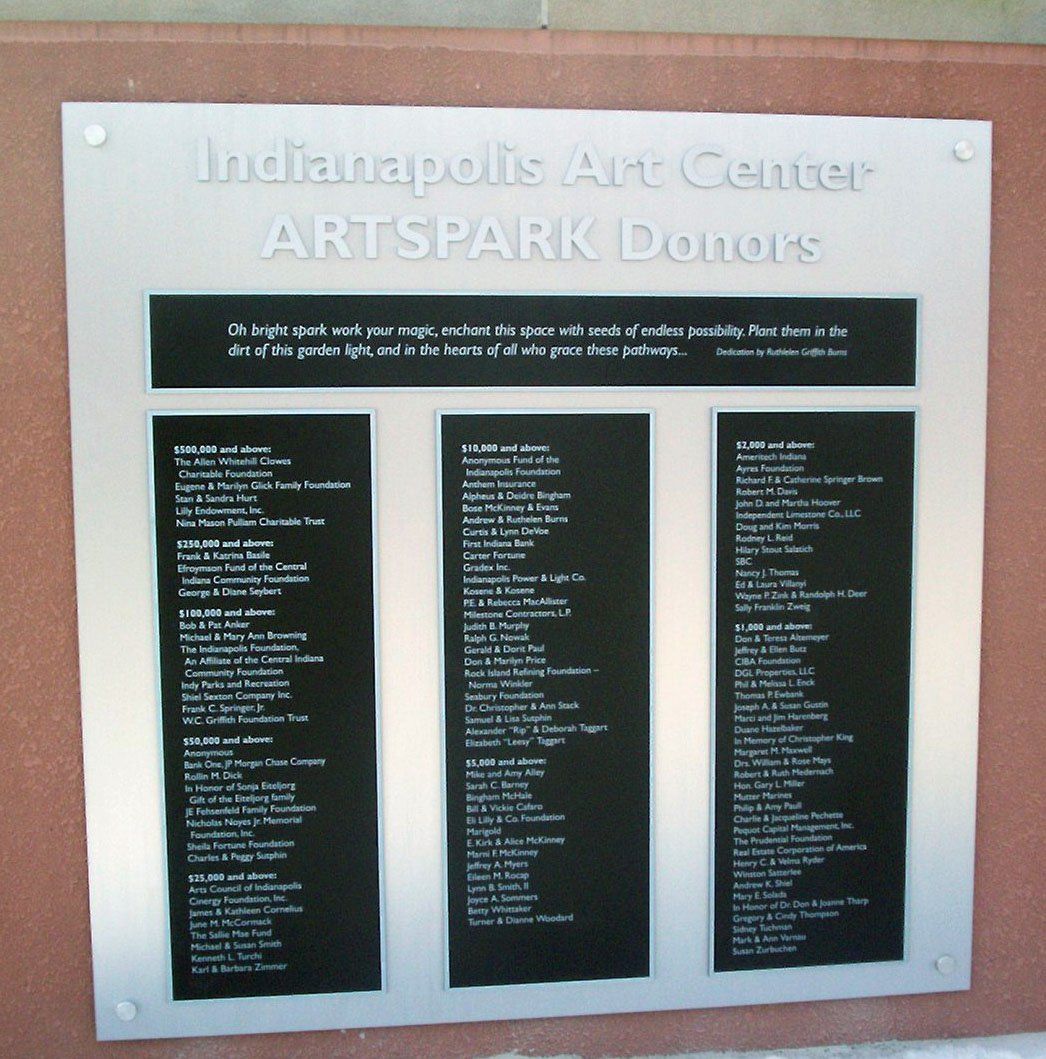 Indianapolis Art Center
ARTSPARK Donors
Oh bright spark work your magic, enchant this space with seeds of endless possibility. Plant them in the
dirt of this garden light, and in the hearts of all who grace these pathways... Dedication by Ruthlelen Griffith Burns
$500,000 and above:
The Allen Whitehill Clowes
Charitable Foundation
Eugene & Marilyn Glick Family Foundation
Stan & Sandra Hurt
Lilly Endowment, Inc.
Nina Mason Pulliam Charitable Trust
$250,000 and above:
Frank & Katrina Basile
Efroymson Fund of the Central
Indiana Community Foundation
George & Diane Seybert
$100,000 and above:
Bob & Pat Anker
Michael & Mary Ann Browning
The Indianapolis Foundation,
An Affiliate of the Central Indiana
Community Foundation
Indy Parks and Recreation
Shiel Sexton Company Inc.
Frank C. Springer, Jr.
W.C. Griffith Foundation Trust
$50,000 and above:
Anonymous
Bank One, JP Morgan Chase Company
Rollin M. Dick
In Honor of Sonja Eiteljorg
Gift of the Eiteljorg family
JE Fehsenfeld Family Foundation
Nicholas Noyes Jr. Memorial
Foundation, Inc.
Sheila Fortune Foundation
Charles & Peggy Sutphin
$25,000 and above:
Arts Council of Indianapolis
Cinergy Foundation, Inc.
James & Kathleen Cornelius
June M. McCormack
The Sallie Mae Fund
Michael & Susan Smith
Kenneth L. Turchi
Karl & Barbara Zimmer
$10,000 and above:
Anonymous Fund of the
Indianapolis Foundation
Anthem Insurance
Alpheus & Deidre Bingham
Bose McKinney & Evans
Andrew & Ruthelen Burns
Curtis & Lynn DeVoe
First Indiana Bank
Carter Fortune
Gradex Inc.
Indianapolis Power & Light Co.
Kosene & Kosene
P.E. & Rebecca MacAllister
Milestone Contractors, L.P.
Judith B. Murphy
Ralph G. Nowak
Gerald & Dorit Paul
Don & Marilyn Price
Rock Island Refining Foundation –
Norma Winkler
Seabury Foundation
Dr. Christopher & Ann Stack
Samuel & Lisa Sutphin
Alexander "Rip" & Deborah Taggart
Elizabeth "Leesy" Taggart
$5,000 and above:
Mike and Amy Alley
Sarah C. Barney
Bingham McHale
Bill & Vickie Cafaro
Eli Lilly & Co. Foundation
Marigold
E. Kirk & Alice McKinney
Marni F. McKinney
Jeffrey A. Myers
Eileen M. Rocap
Lynn B. Smith, II
Joyce A. Sommers
Betty Whittaker
Turner & Dianne Woodard
$2,000 and above:
Ameritech Indiana
Ayres Foundation
Richard F. & Catherine Springer Brown
Robert M. Davis
John D. and Martha Hoover
Independent Limestone Co., LLC
Doug and Kim Morris
Rodney L. Reid
Hilary Stout Salatich
SBC
Nancy J. Thomas
Ed & Laura Villanyi
Wayne P. Zink & Randolph H. Deer
Sally Franklin Zweig
$1,000 and above:
Don & Teresa Altemeyer
Jeffrey & Ellen Butz
CIBA Foundation
DGL Properties, LLC
Phil & Melissa L. Enck
Thomas P. Ewbank
Joseph A. & Susan Gustin
Marci and Jim Harenberg
Duane Hazelbaker
In Memory of Christopher King
Margaret M. Maxwell
Drs. William & Rose Mays
Robert & Ruth Medernach
Hon. Gary L. Miller
Mutter Marines
Philip & Amy Paull
Charlie & Jacqueline Pechette
Pequot Capital Management, Inc.
The Prudential Foundation
Real Estate Corporation of America
Henry C. & Velma Ryder
Winston Satterlee
Andrew K. Shiel
Mary E. Solada
In Honor of Dr. Don & Joanne Tharp
Gregory & Cindy Thompson
Sidney Tuchman
Mark & Ann Varnau
Susan Zurbuchen